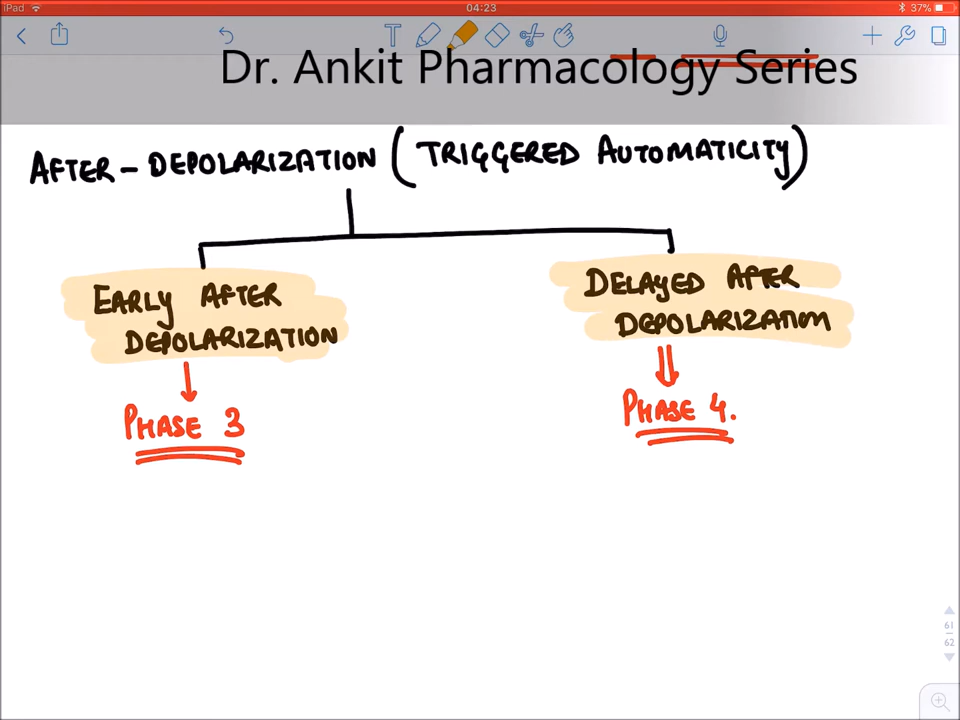 iPad
04:23
37%
T
Dr. Ankit Pharmacology Series
AFTER-DEPOLARIZATION (TRIGGERED AUTOMATICITY)
EARLY AFTER
DEPOLARIZATION
DELAYED AFTER
DEPOLARIZATION
PHASE 3
PHASE 4.
61
62